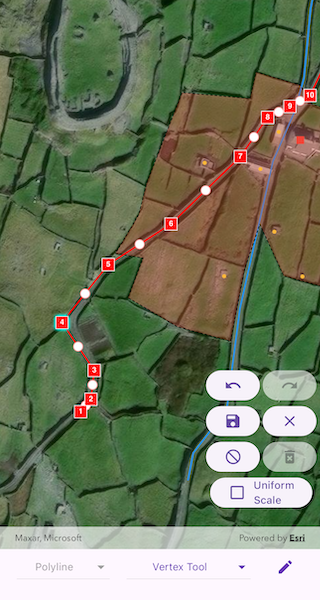 10
9
8
7
6
5
4
3
2
1
Uniform
Scale
Maxar, Microsoft
Powered by Esri
Polyline
Vertex Tool